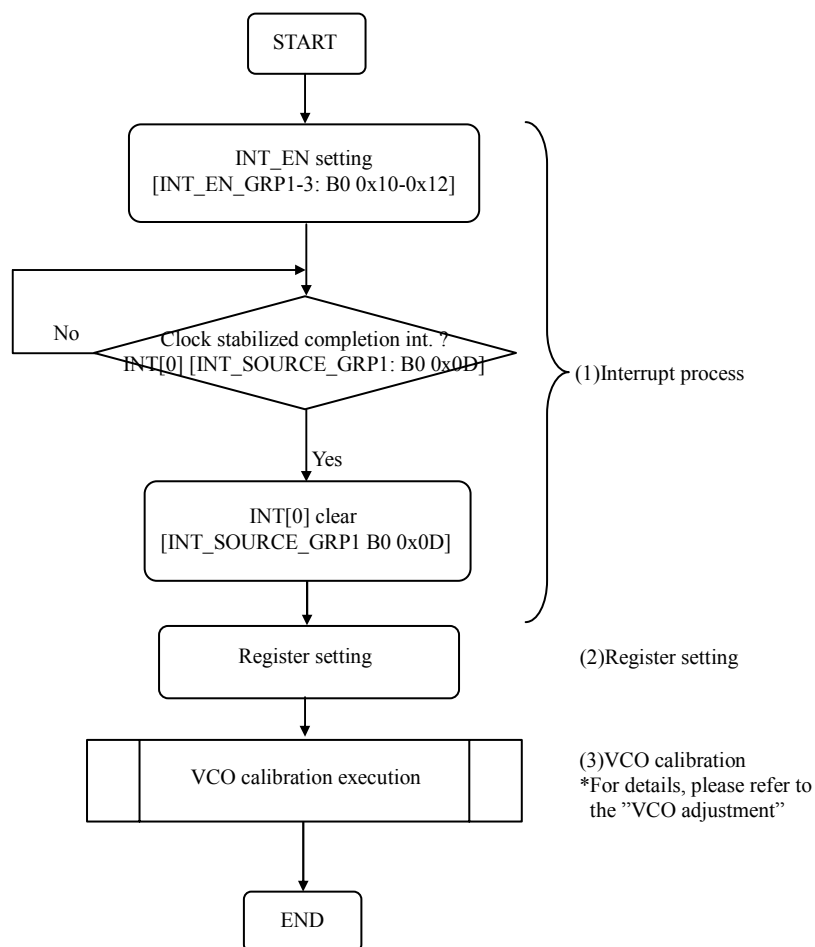 START
INT_EN setting
[INT_EN_GRP1-3: B0 0x10-0x12]
No
Clock stabilized completion int. ?
INT[0] [INT_SOURCE_GRP1: B0 0x0D]
(1)Interrupt process
Yes
INT[0] clear
[INT_SOURCE_GRP1 B0 0x0D]
Register setting
(2)Register setting
VCO calibration execution
(3)VCO calibration
*For details, please refer to
the ”VCO adjustment”
END